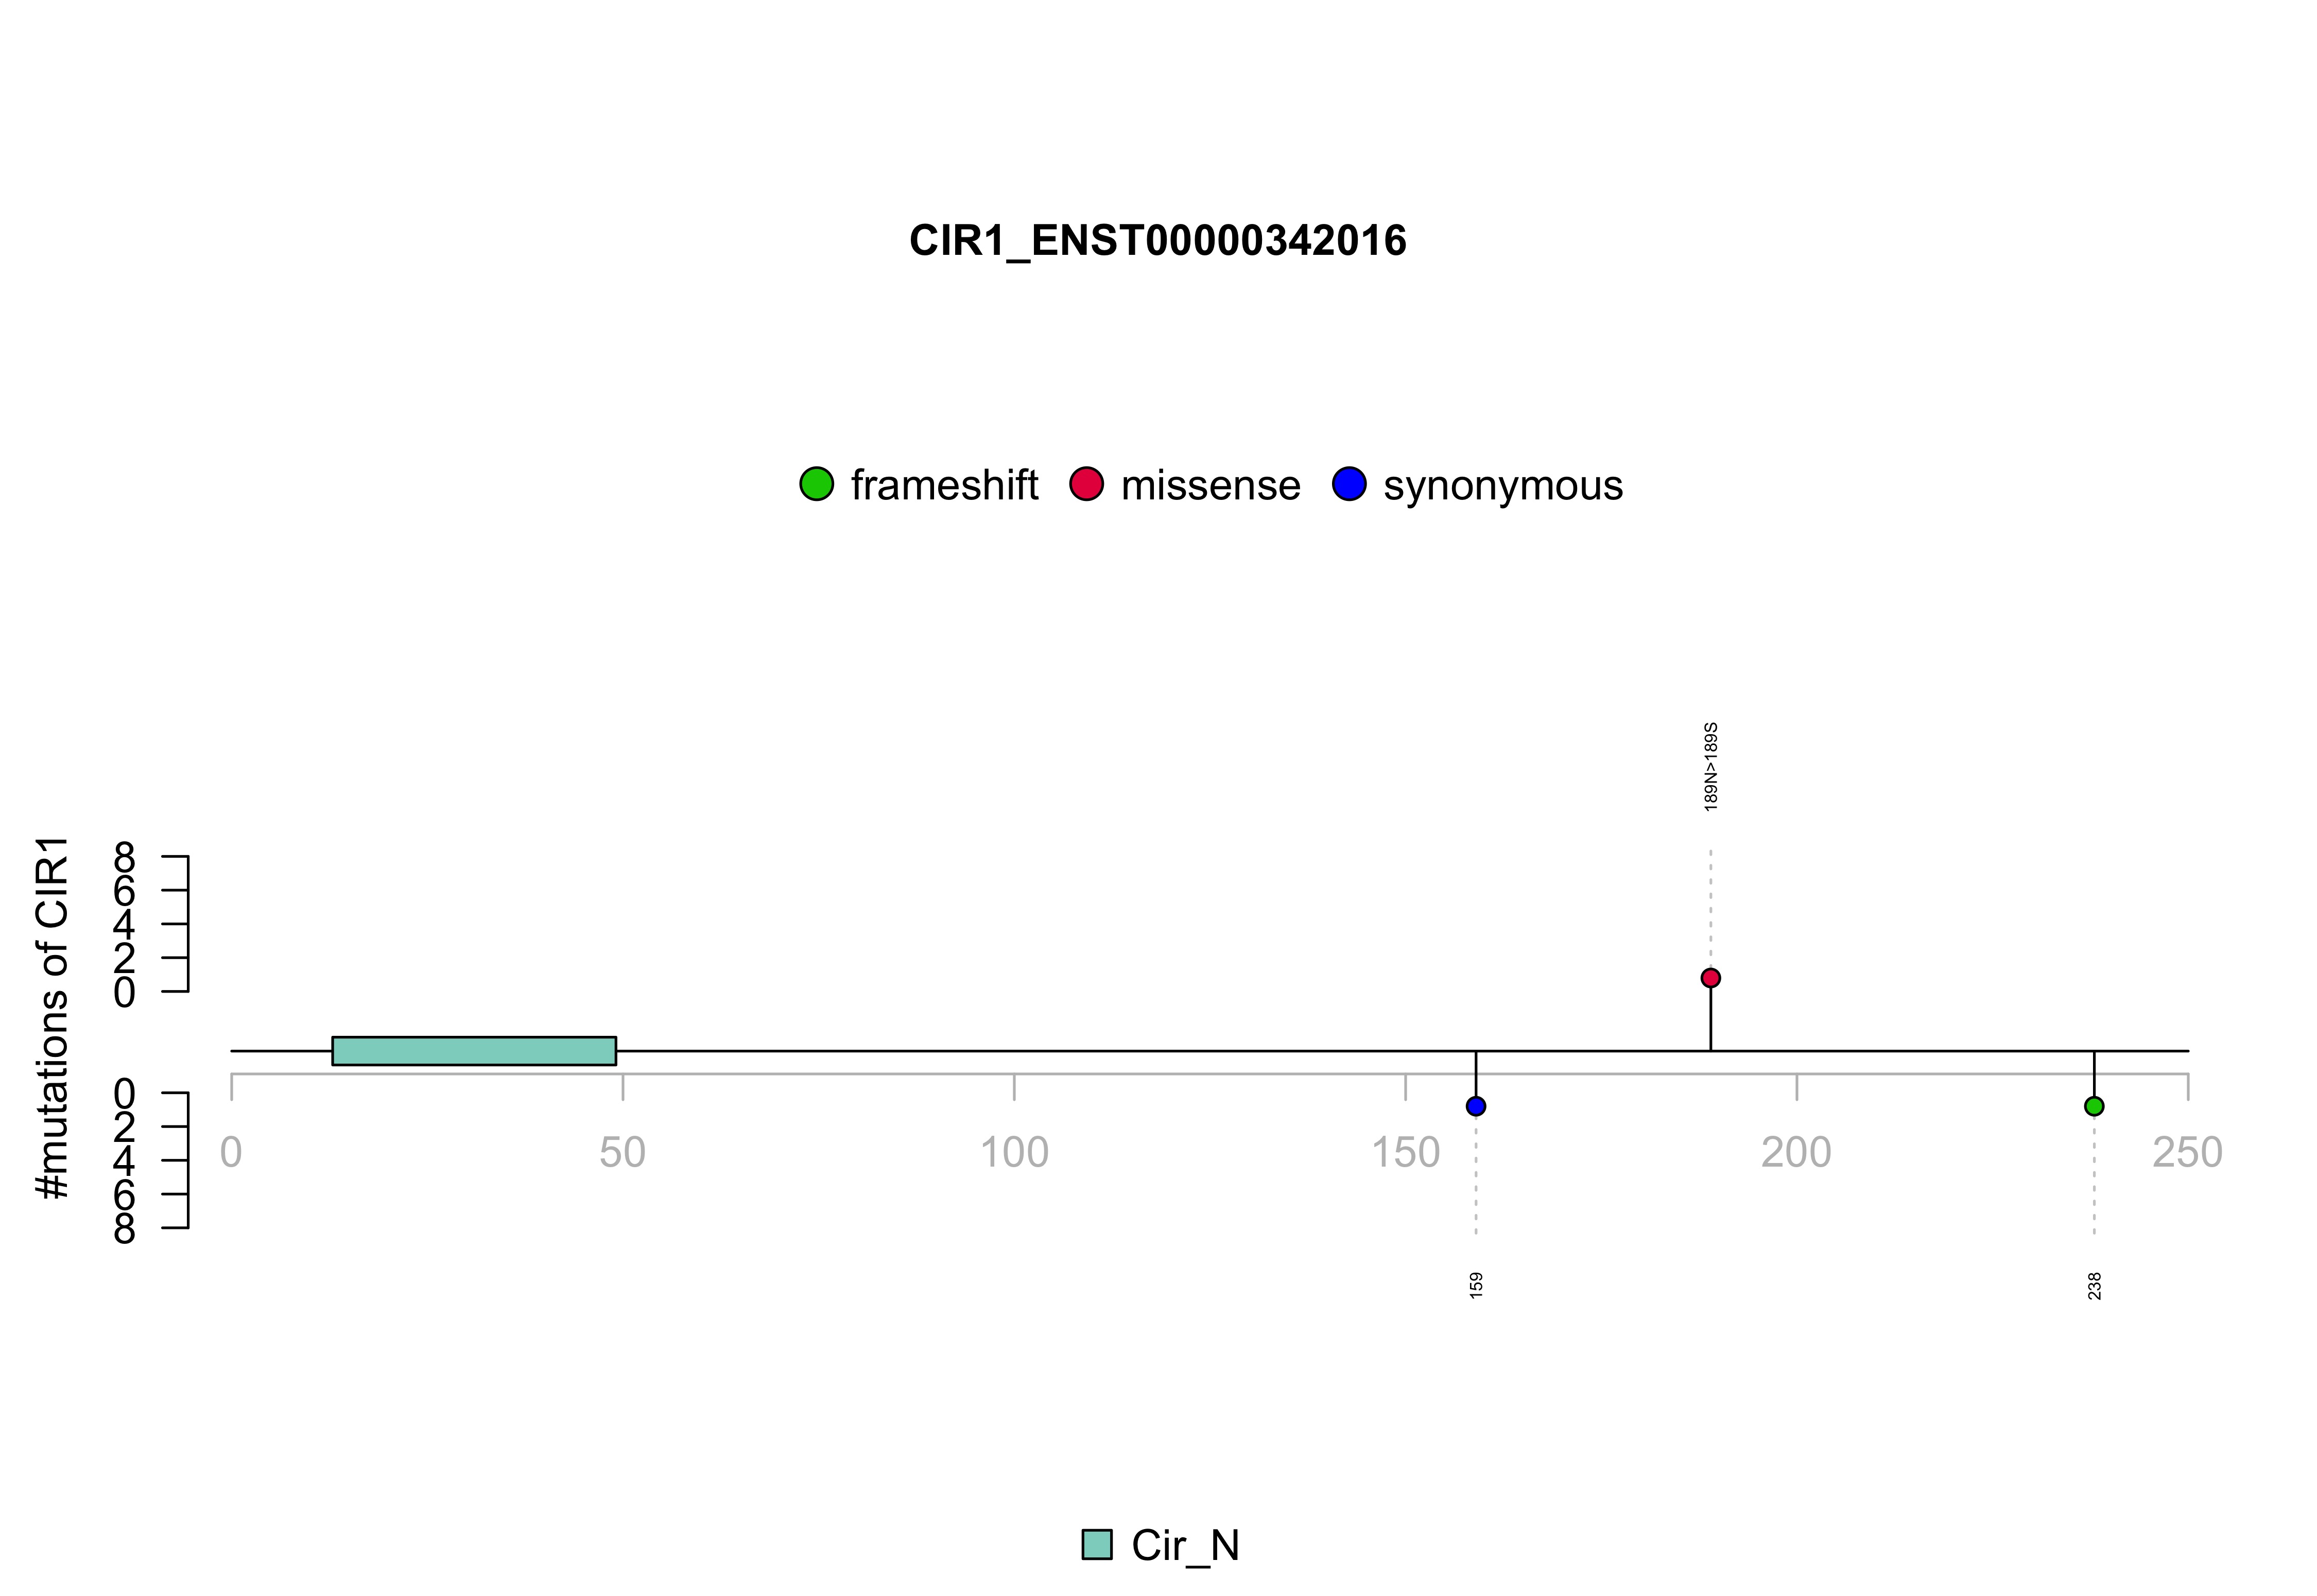 CIR1_ENST00000342016
frameshift missense synonymous
189N>189S
#mutations of CIR1
8
6
4
2
0
0
2
4
6
8
0 50 100 150 200 250
159 238
Cir_N